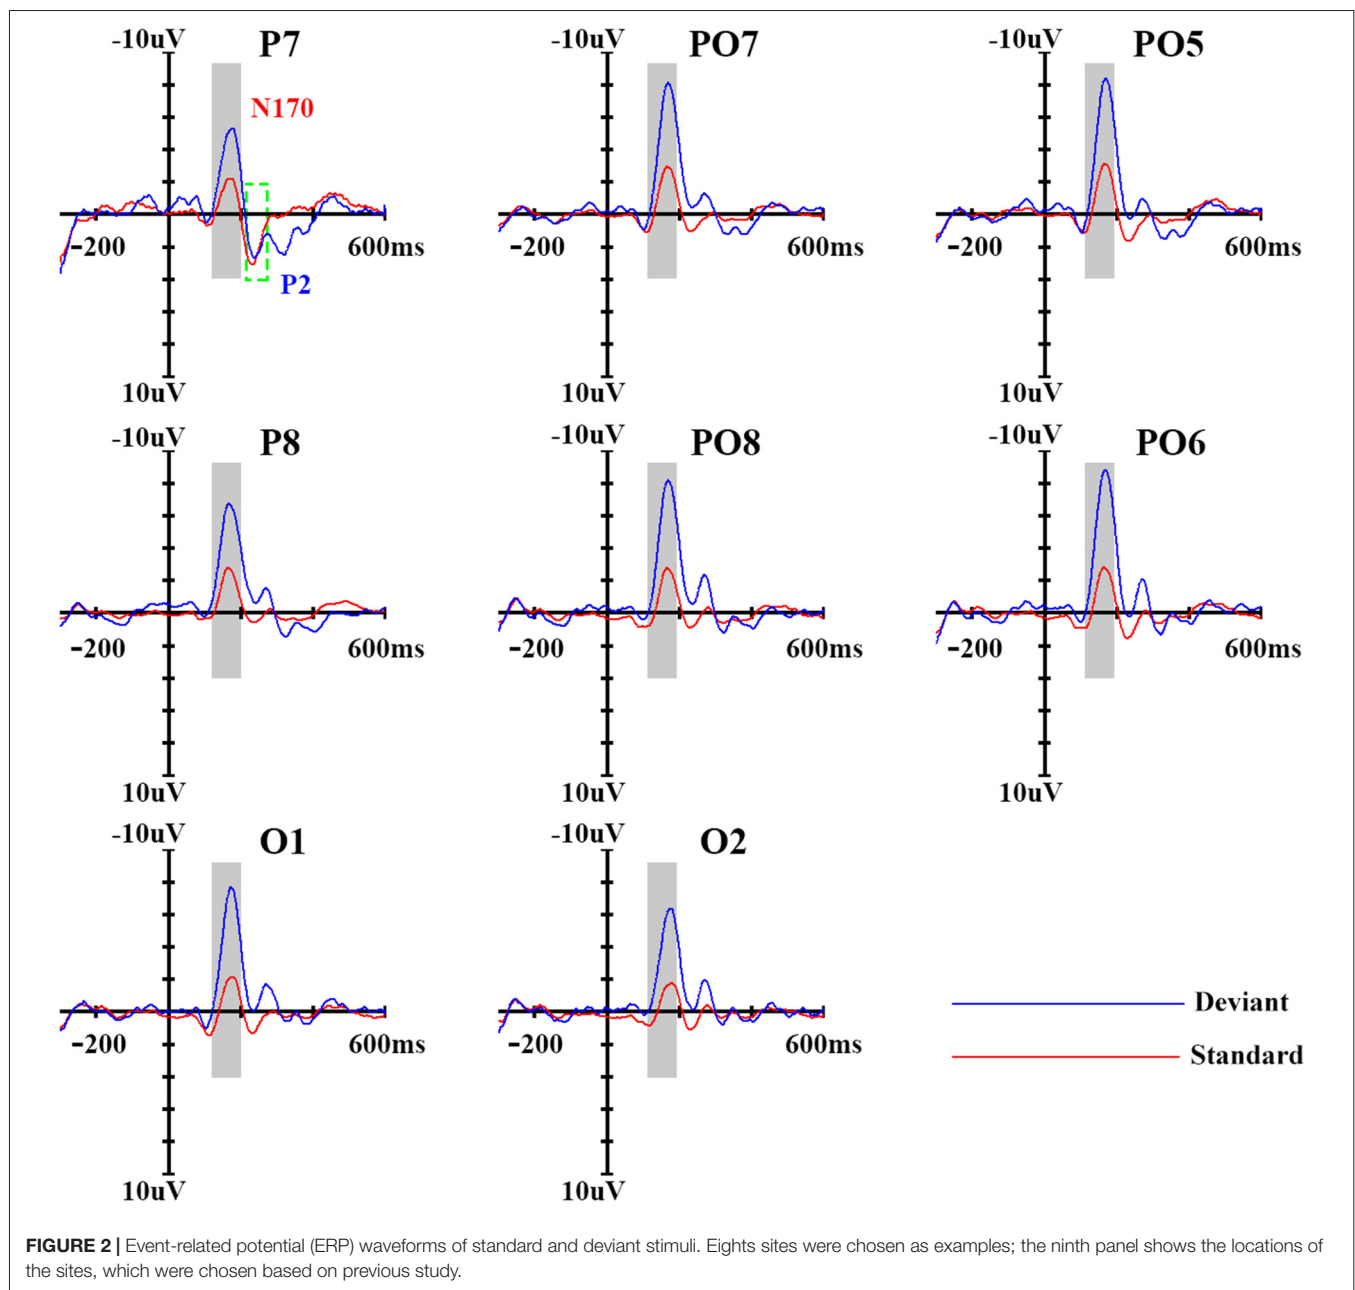 -10uV P7
N170
-200 600ms
P2
10uV
-10uV PO7
-200 600ms
10uV
-10uV PO5
-200 600ms
10uV
-10uV P8
-200 600ms
10uV
-10uV PO8
-200 600ms
10uV
-10uV PO6
-200 600ms
10uV
-10uV O1
-200 600ms
10uV
-10uV O2
-200 600ms
10uV
Deviant
Standard
FIGURE 2 | Event-related potential (ERP) waveforms of standard and deviant stimuli. Eights sites were chosen as examples; the ninth panel shows the locations of
the sites, which were chosen based on previous study.